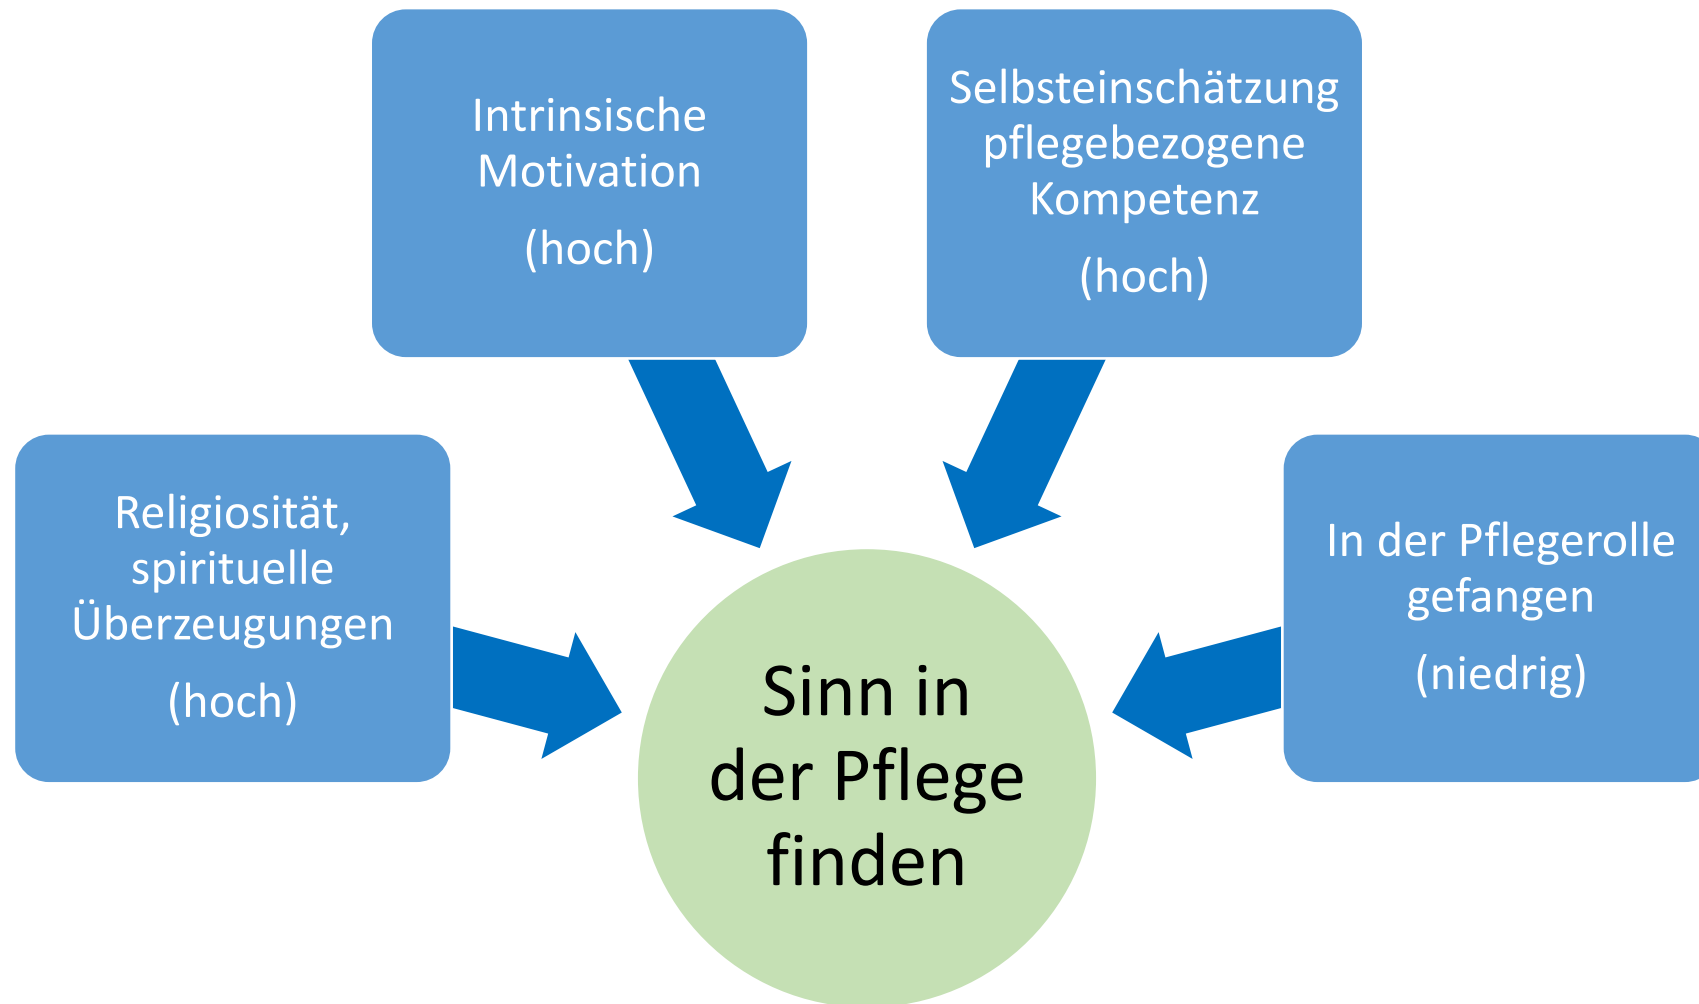 Intrinsische
Motivation
(hoch)
Selbsteinschätzung
pflegebezogene
Kompetenz
(hoch)
Religiosität,
spirituelle
Überzeugungen
(hoch)
In der Pflegerolle
gefangen
(niedrig)
Sinn in
der Pflege
finden